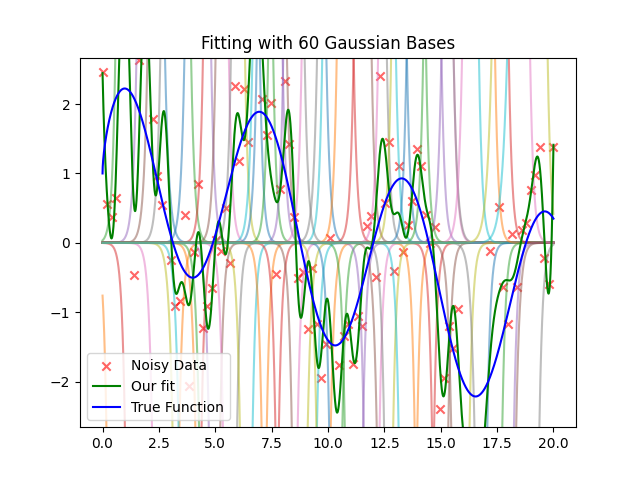 Fitting with 60 Gaussian Bases
2
1
0
−1
−2
Noisy Data
Our fit
True Function
0.0 2.5 5.0 7.5 10.0 12.5 15.0 17.5 20.0